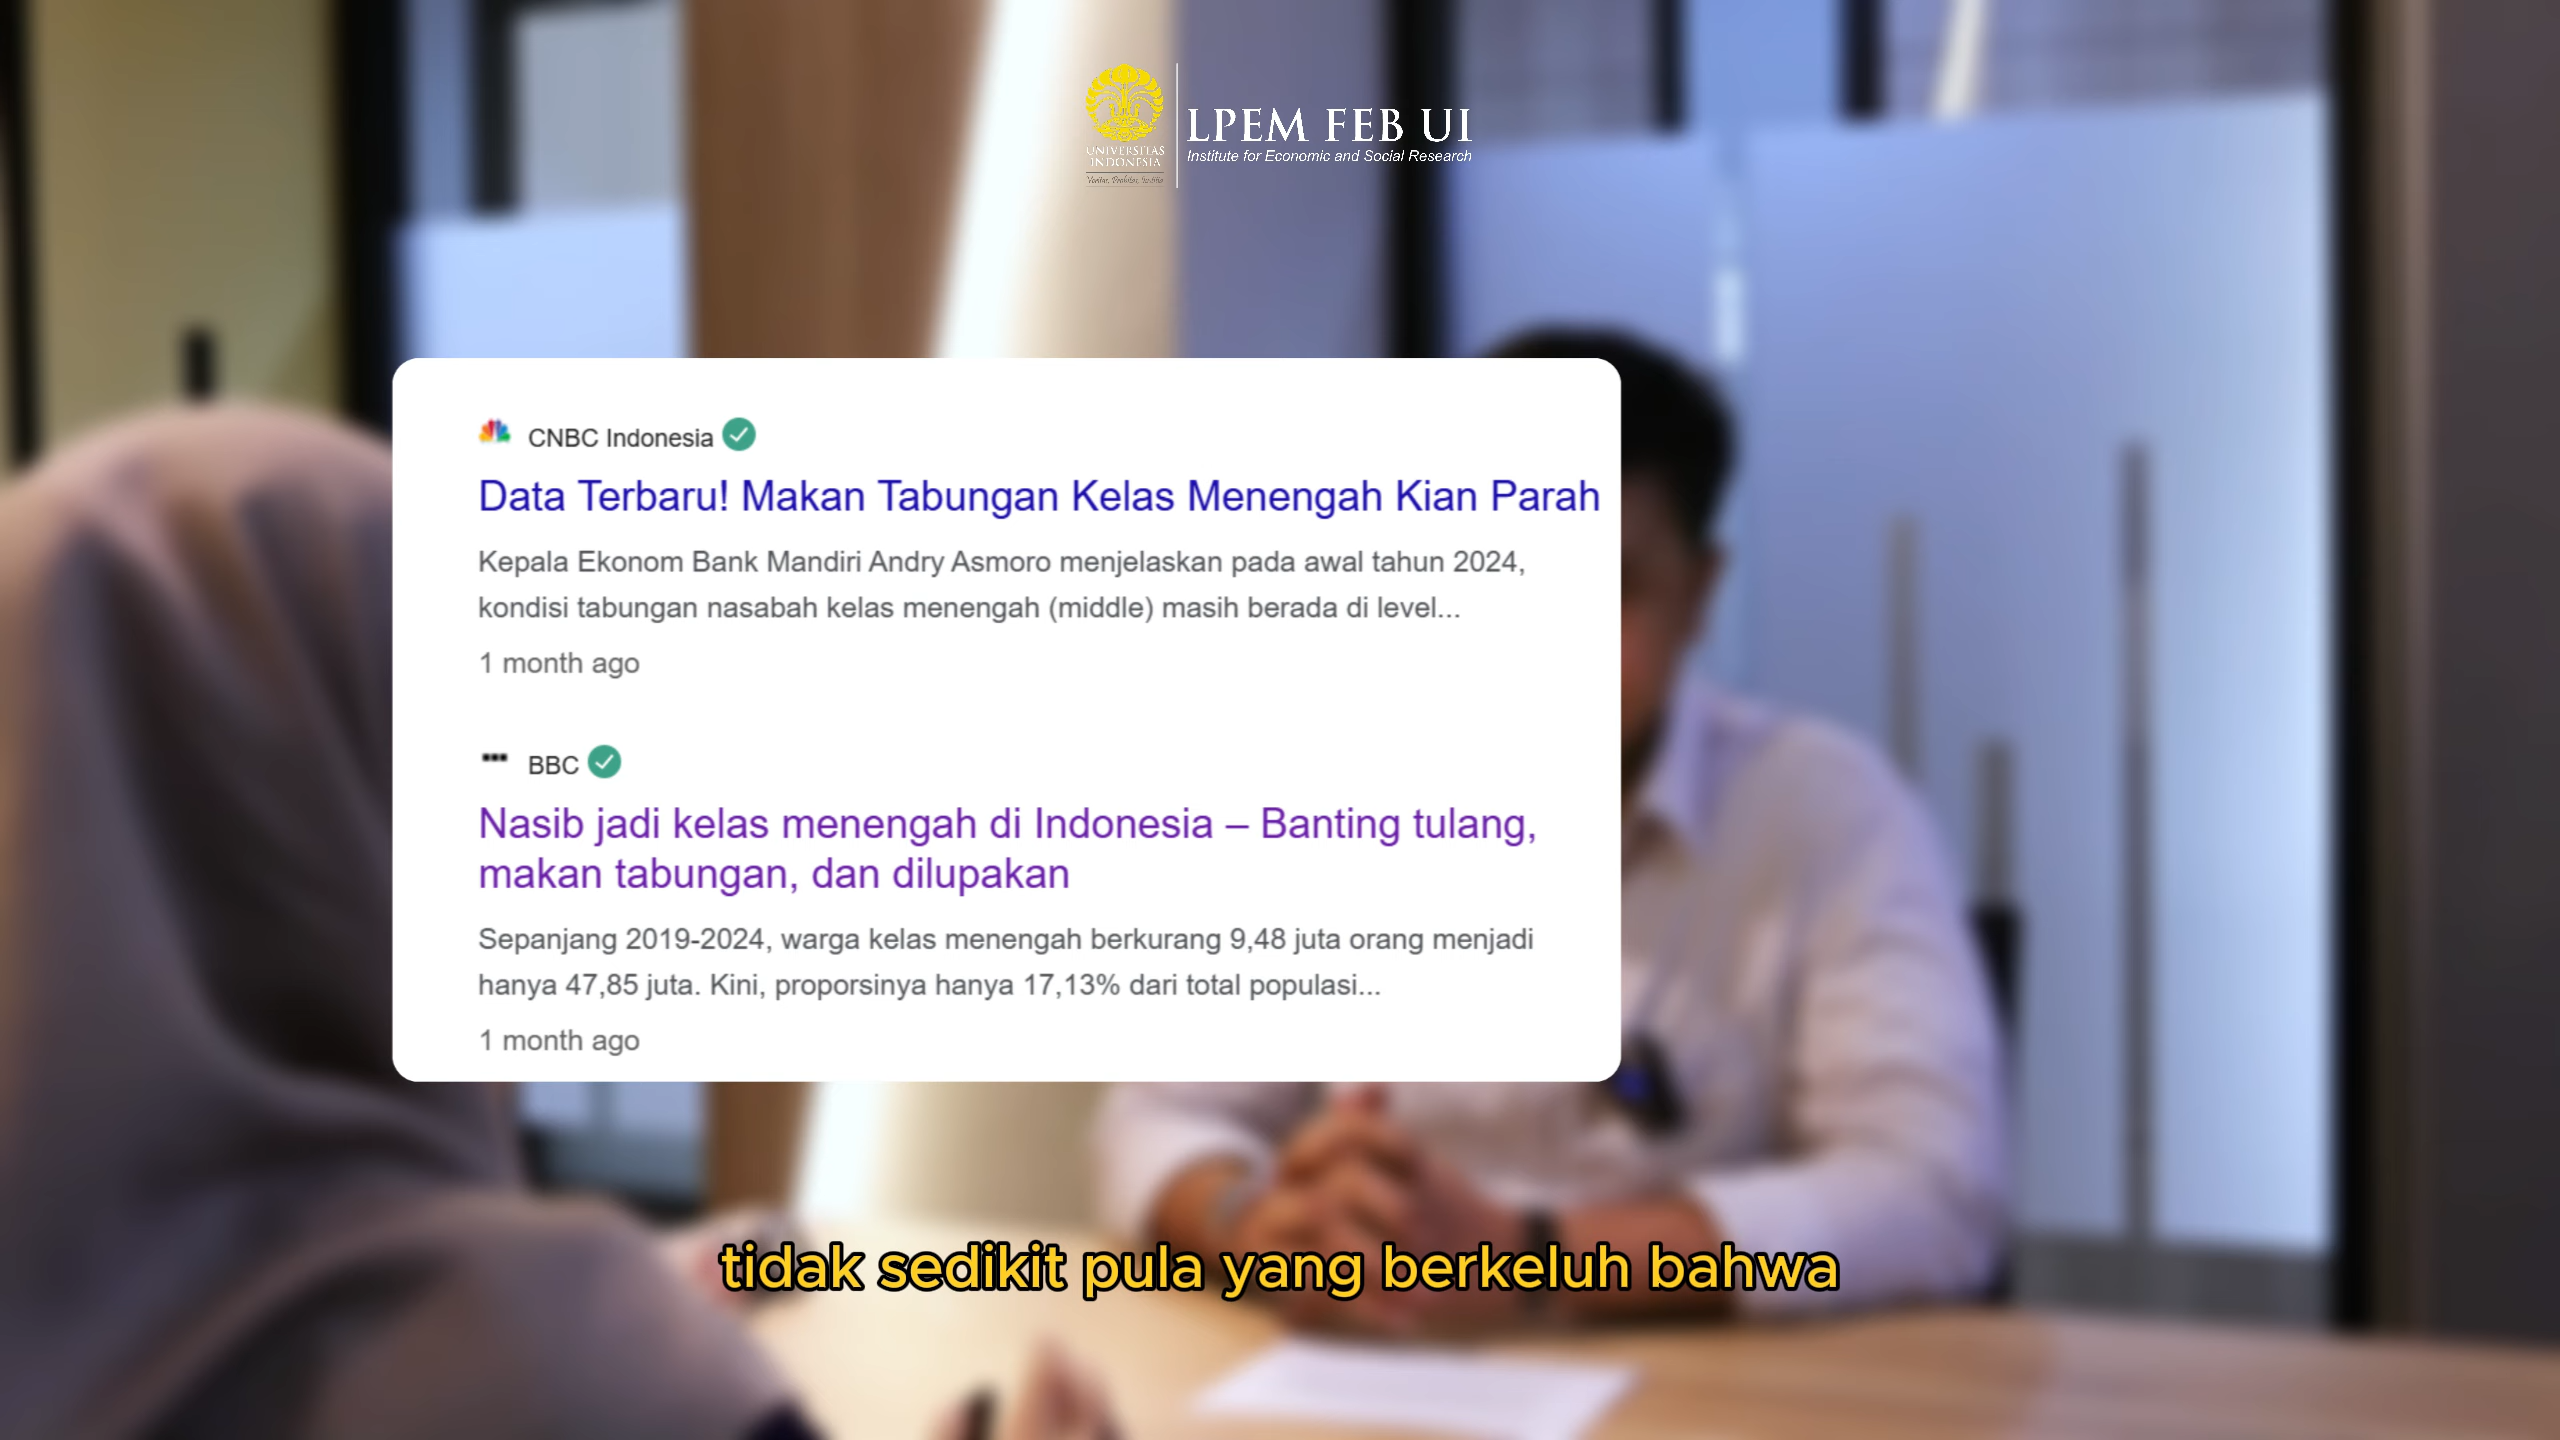 UNIVERSITAS
INDONESIA
Veritas, Probitas, Iustitia
LPEM FEB UI
Institute for Economic and Social Research
CNBC Indonesia
Data Terbaru! Makan Tabungan Kelas Menengah Kian Parah
Kepala Ekonom Bank Mandiri Andry Asmoro menjelaskan pada awal tahun 2024,
kondisi tabungan nasabah kelas menengah (middle) masih berada di level...
1 month ago
BBC
Nasib jadi kelas menengah di Indonesia – Banting tulang,
makan tabungan, dan dilupakan
Sepanjang 2019-2024, warga kelas menengah berkurang 9,48 juta orang menjadi
hanya 47,85 juta. Kini, proporsinya hanya 17,13% dari total populasi...
1 month ago
tidak sedikit pula yang berkeluh bahwa